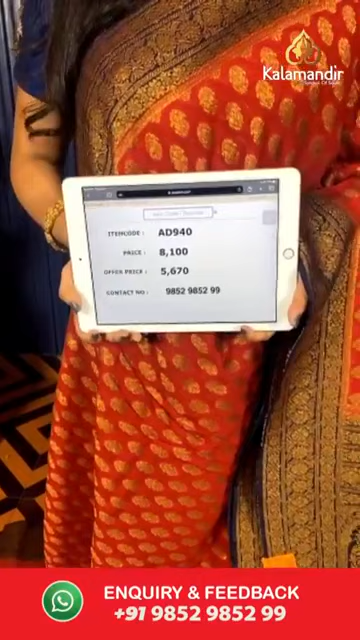 Kalamandir
ITEMCODE : AD940
PRICE : 8,100
OFFER PRICE : 5,670
CONTACT NO : 9852 9852 99
ENQUIRY & FEEDBACK
+91 9852 9852 99